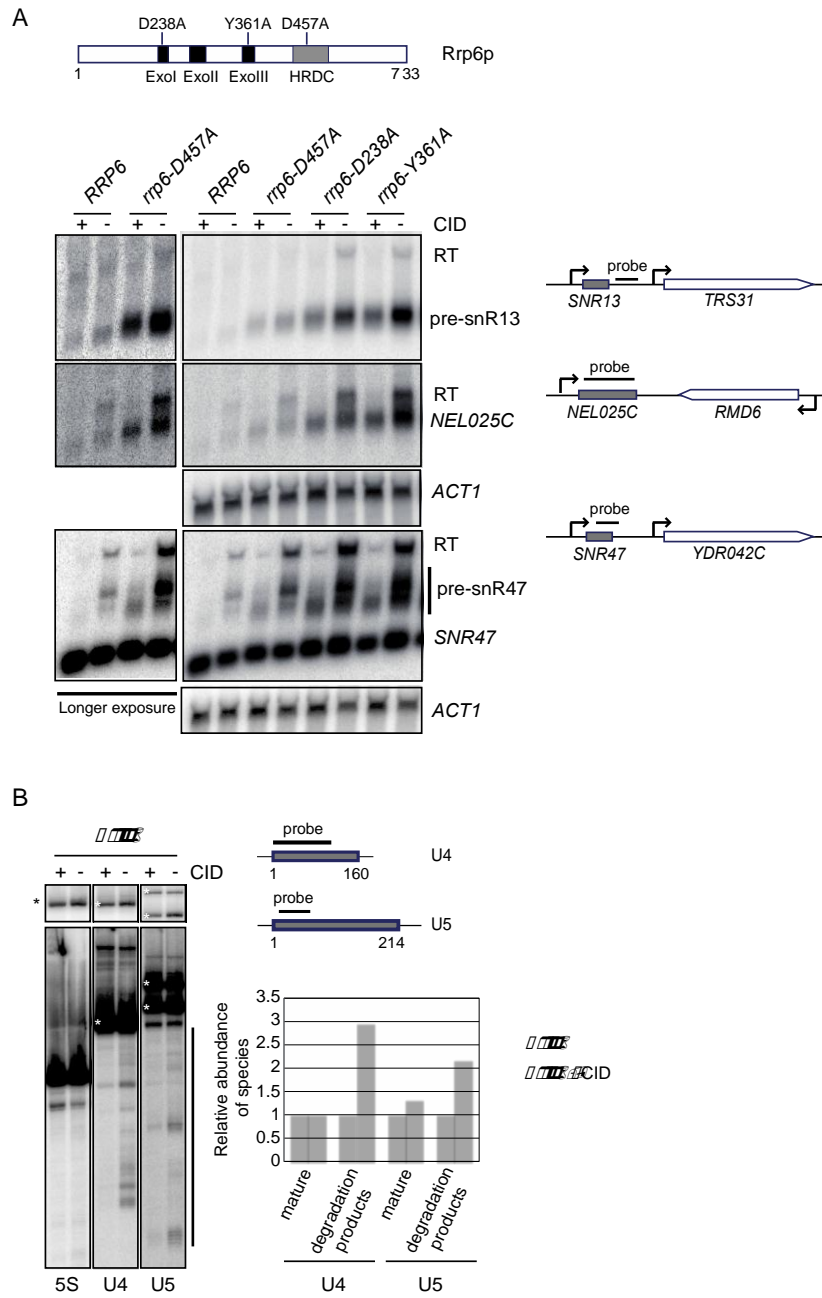 A
D238A Y361A D457A
Rrp6p
1 7 33
ExoI ExoII ExoIII HRDC
RRP6 rrp6-D457A RRP6 rrp6-D457A rrp6-D238A rrp6-Y361A
+ - + - + - + - + - + - CID
RT
pre-snR13
probe
SNR13 TRS31
RT
NEL025C
probe
NEL025C RMD6
ACT1
RT
pre-snR47
SNR47
probe
SNR47 YDR042C
Longer exposure
ACT1
B
+ - + - + - CID
*
*
*
*
*
*
*
5S U4 U5
probe
U4
1 160
probe
U5
1 214
Relative abundance
of species
3.5
3
2.5
2
1.5
1
0.5
0
mature
degradation
products
mature
degradation
products
U4 U5
CID